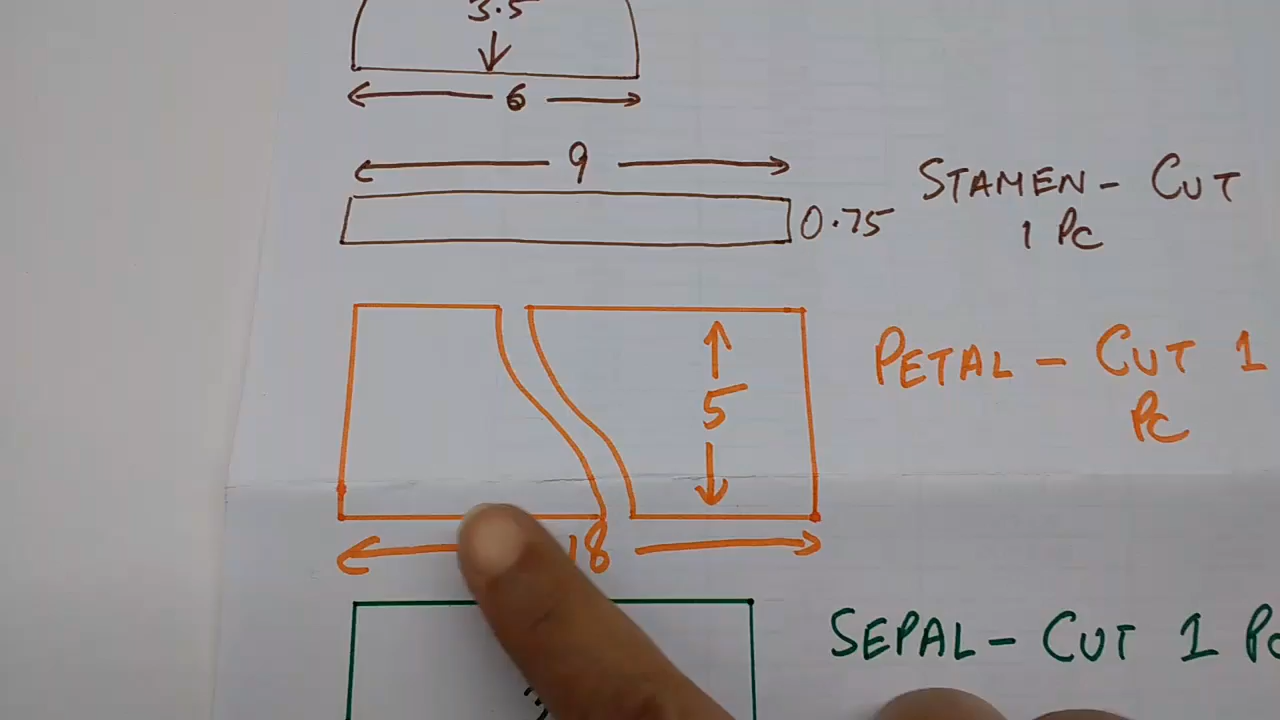 3.5
6
9
STAMEN - CUT
1 PC
0.75
PETAL - CUT 1
PC
5
18
SEPAL - CUT 1 PC